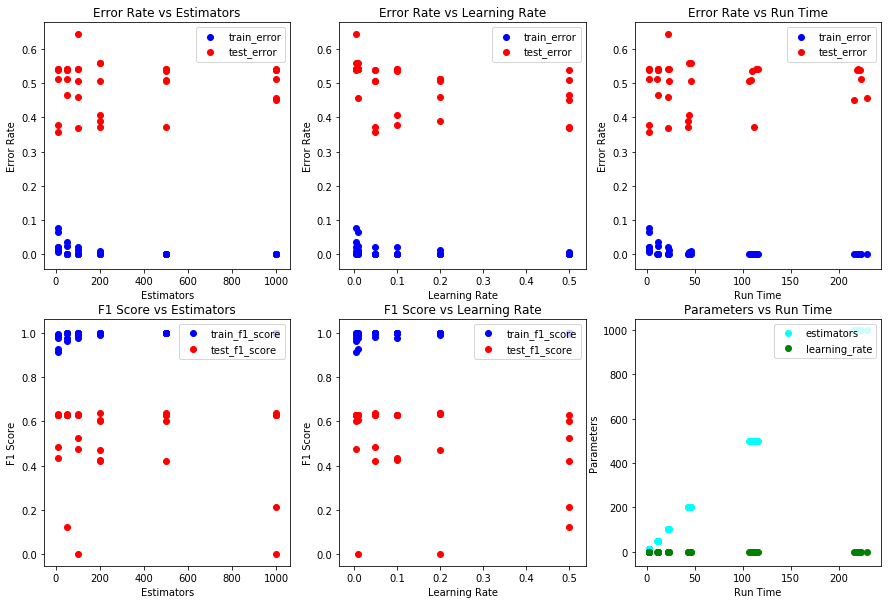 Error Rate vs Estimators
Error Rate
0.6
0.5
0.4
0.3
0.2
0.1
0.0
train_error
test_error
0
200
400
600
800
1000
Estimators
Error Rate vs Learning Rate
Error Rate
0.6
0.5
0.4
0.3
0.2
0.1
0.0
train_error
test_error
0.0
0.1
0.2
0.3
0.4
0.5
Learning Rate
Error Rate vs Run Time
Error Rate
0.6
0.5
0.4
0.3
0.2
0.1
0.0
train_error
test_error
0
50
100
150
200
Run Time
F1 Score vs Estimators
F1 Score
1.0
0.8
0.6
0.4
0.2
0.0
train_f1_score
test_f1_score
0
200
400
600
800
1000
Estimators
F1 Score vs Learning Rate
F1 Score
1.0
0.8
0.6
0.4
0.2
0.0
train_f1_score
test_f1_score
0.0
0.1
0.2
0.3
0.4
0.5
Learning Rate
Parameters vs Run Time
Parameters
1000
800
600
400
200
0
estimators
learning_rate
0
50
100
150
200
Run Time